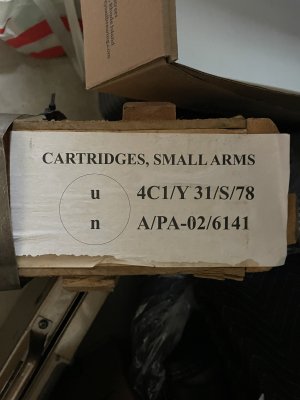 CARTRIDGES, SMALL ARMS
u 4C1/Y 31/S/78
n A/PA-02/6141